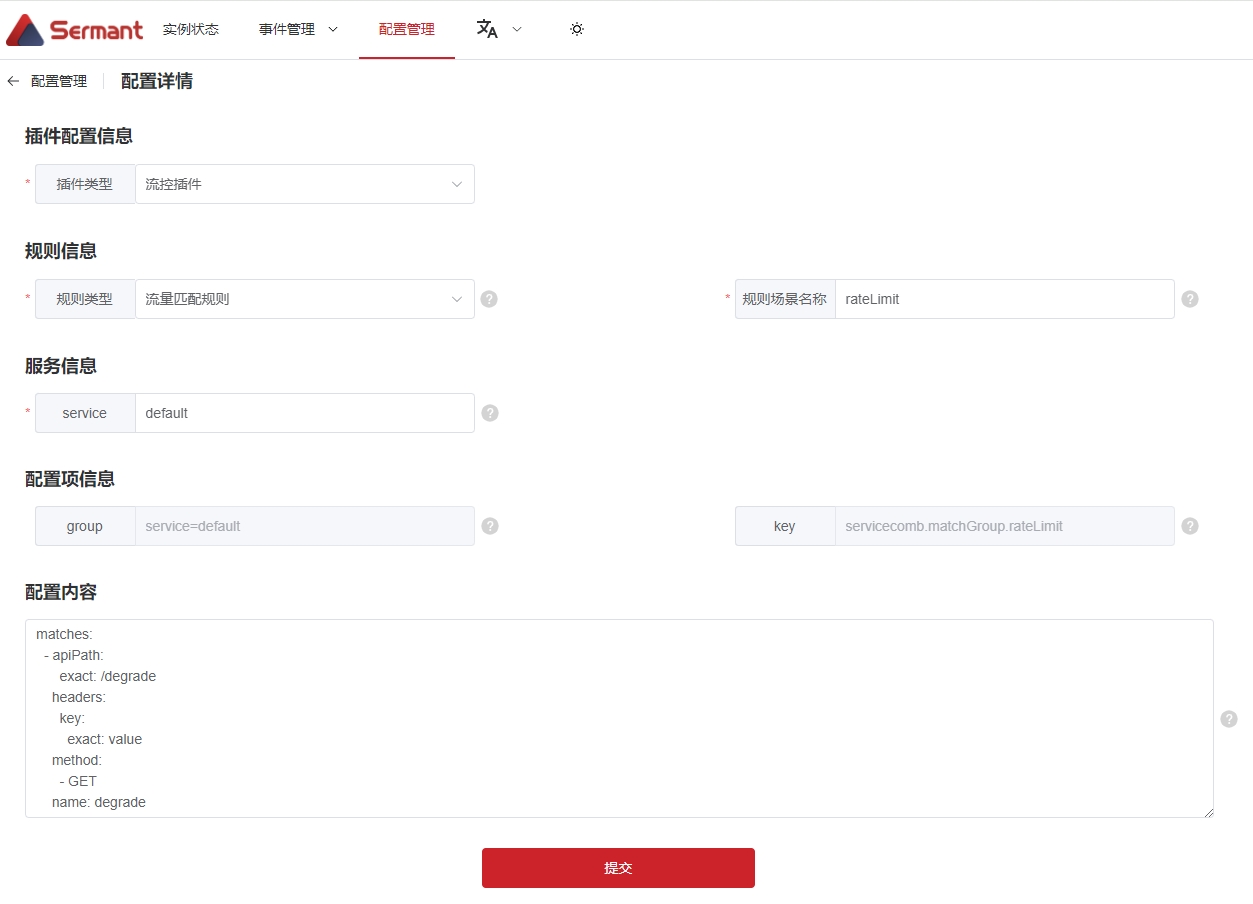 Sermant 实例状态 事件管理 配置管理
配置管理 配置详情
插件配置信息
* 插件类型 流控插件
规则信息
* 规则类型 流量匹配规则 ? * 规则场景名称 rateLimit ?
服务信息
* service default ?
配置项信息
group service=default ? key servicecomb.matchGroup.rateLimit ?
配置内容
matches:
  - apiPath:
      exact: /degrade
    headers:
      key:
        exact: value
    method:
      - GET
    name: degrade
?
提交